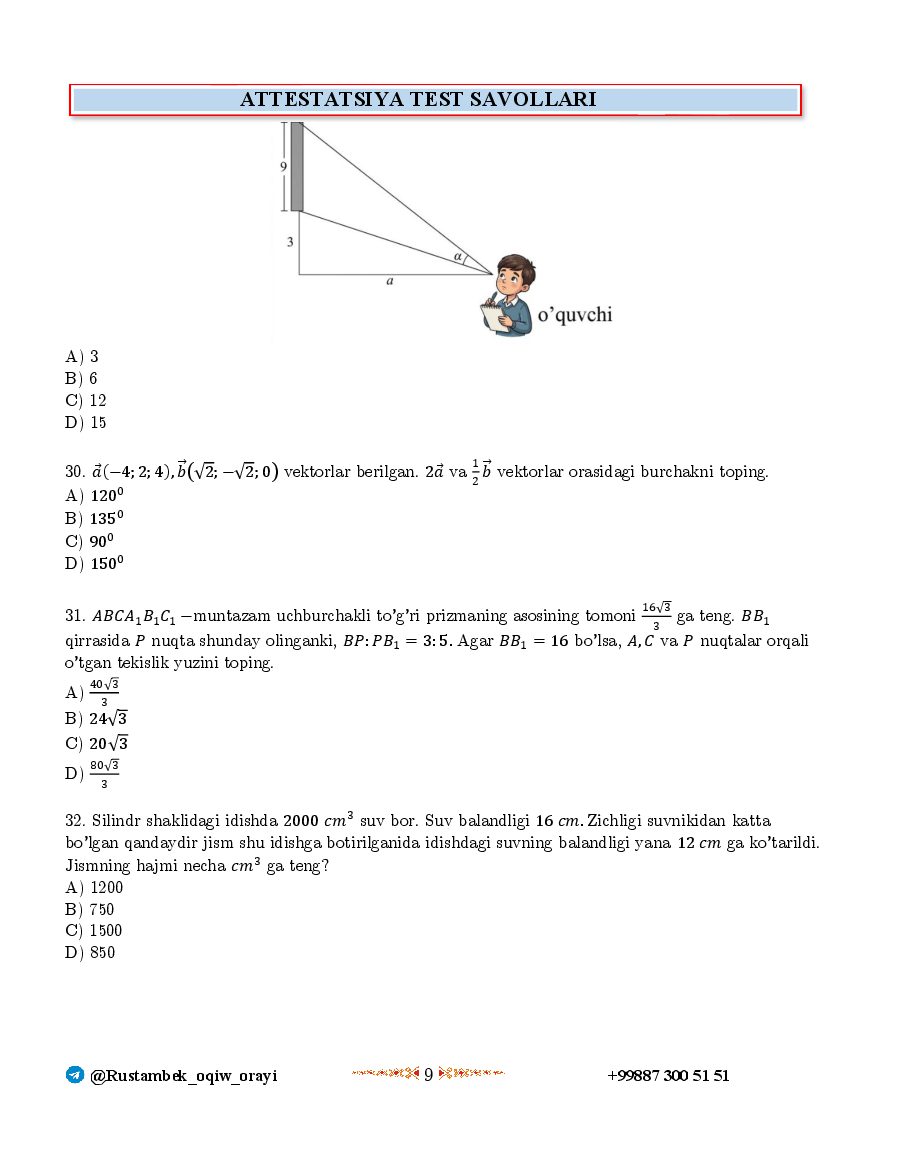 ATTESTATSIYA TEST SAVOLLARI
9
3
α
a
o’quvchi
A) 3
B) 6
C) 12
D) 15
30. a⃗(−4; 2; 4), b⃗(√2; −√2; 0) vektorlar berilgan. 2a⃗ va 1/2 b⃗ vektorlar orasidagi burchakni toping.
A) 120⁰
B) 135⁰
C) 90⁰
D) 150⁰
31. ABCA₁B₁C₁ −muntazam uchburchakli to’g’ri prizmaning asosining tomoni 16√3/3 ga teng. BB₁
qirrasida P nuqta shunday olinganki, BP: PB₁ = 3: 5. Agar BB₁ = 16 bo’lsa, A, C va P nuqtalar orqali
o’tgan tekislik yuzini toping.
A) 40√3/3
B) 24√3
C) 20√3
D) 80√3/3
32. Silindr shaklidagi idishda 2000 cm³ suv bor. Suv balandligi 16 cm. Zichligi suvnikidan katta
bo’lgan qandaydir jism shu idishga botirilganida idishdagi suvning balandligi yana 12 cm ga ko’tarildi.
Jismning hajmi necha cm³ ga teng?
A) 1200
B) 750
C) 1500
D) 850
@Rustambek_oqiw_orayi 9 +99887 300 51 51